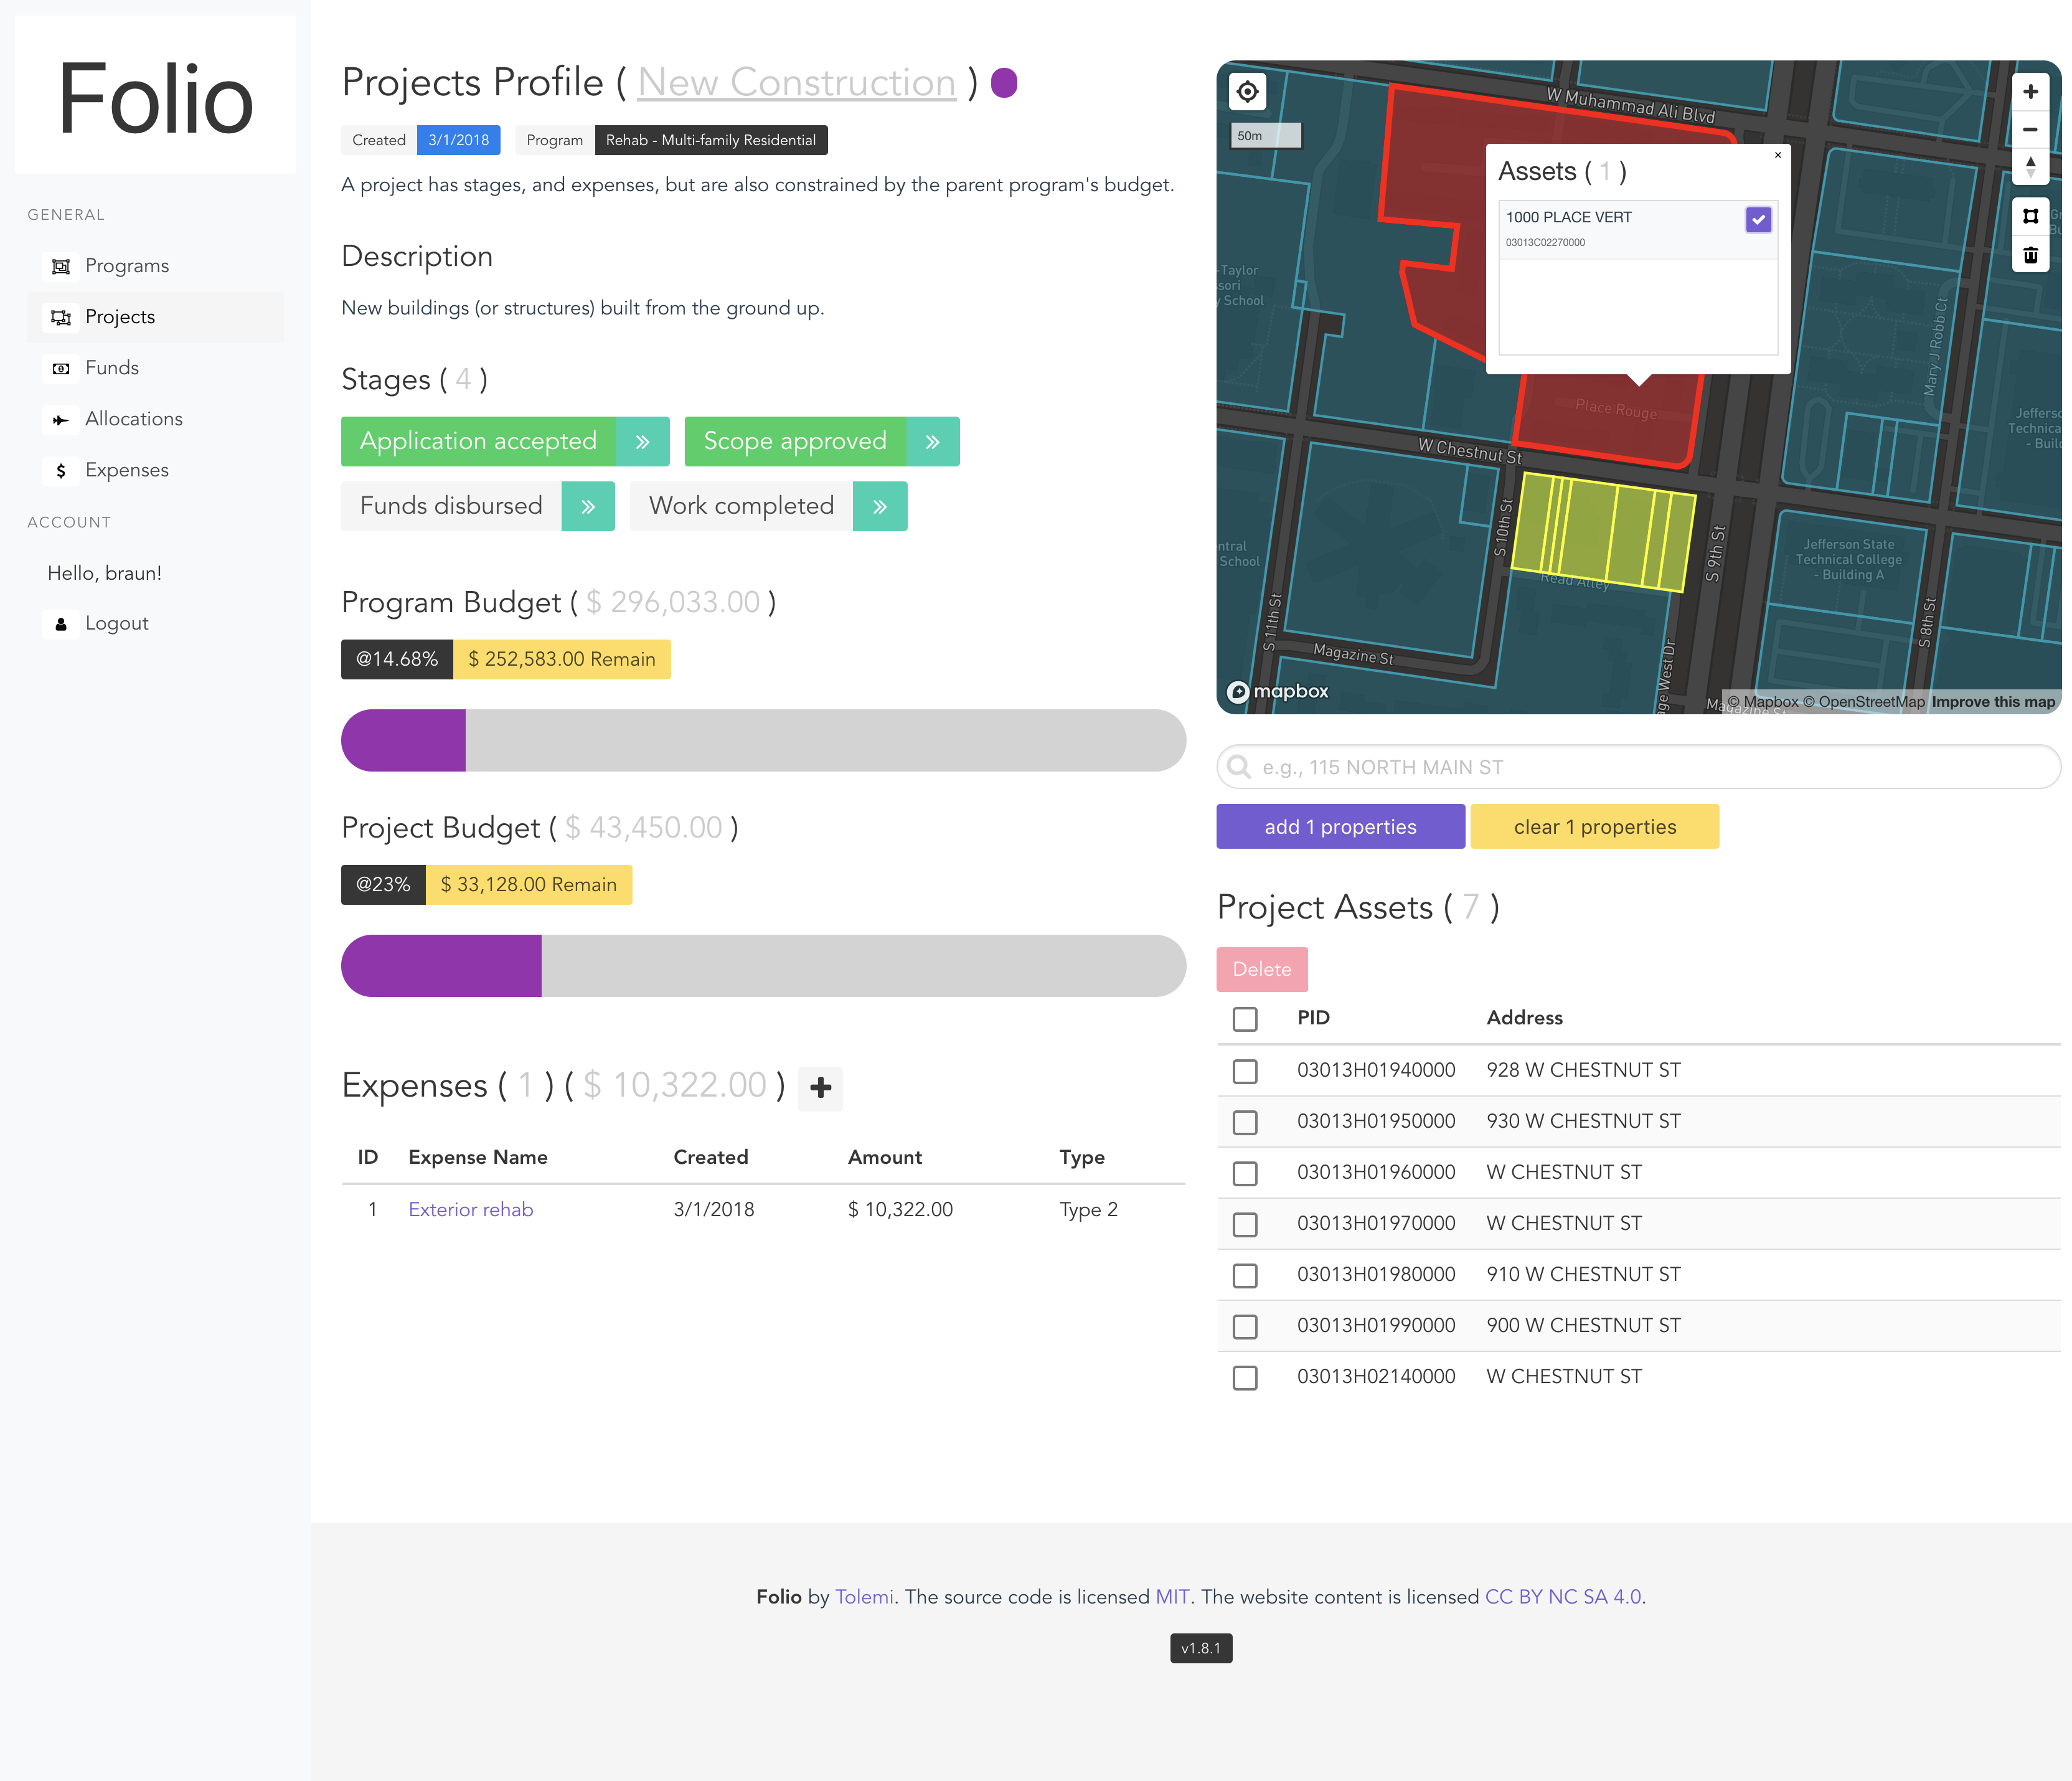 Folio
GENERAL
Programs
Projects
Funds
Allocations
Expenses
ACCOUNT
Hello, braun!
Logout
Projects Profile ( New Construction )
Created 3/1/2018 Program Rehab - Multi-family Residential
A project has stages, and expenses, but are also constrained by the parent program's budget.
Description
New buildings (or structures) built from the ground up.
Stages ( 4 )
Application accepted » Scope approved »
Funds disbursed » Work completed »
Program Budget ( $ 296,033.00 )
@14.68% $ 252,583.00 Remain
Project Budget ( $ 43,450.00 )
@23% $ 33,128.00 Remain
Expenses ( 1 ) ( $ 10,322.00 ) +
ID Expense Name Created Amount Type
1 Exterior rehab 3/1/2018 $ 10,322.00 Type 2
50m
W Muhammad Ali Blvd
Assets ( 1 )
×
1000 PLACE VERT
03013C02270000
-Taylor
sori
y School
Mary J Robb Ct
Place Rouge
W Chestnut St
S 10th St
S 9th St
Read Alley
ntral
School
Jefferson State
Technical College
- Building A
Jeffersc
Technica
- Builc
S 11th St
Magazine St
S 8th St
age West Dr
Magazine St
mapbox
© Mapbox © OpenStreetMap Improve this map
e.g., 115 NORTH MAIN ST
add 1 properties clear 1 properties
Project Assets ( 7 )
Delete
PID Address
03013H01940000 928 W CHESTNUT ST
03013H01950000 930 W CHESTNUT ST
03013H01960000 W CHESTNUT ST
03013H01970000 W CHESTNUT ST
03013H01980000 910 W CHESTNUT ST
03013H01990000 900 W CHESTNUT ST
03013H02140000 W CHESTNUT ST
Folio by Tolemi. The source code is licensed MIT. The website content is licensed CC BY NC SA 4.0.
v1.8.1